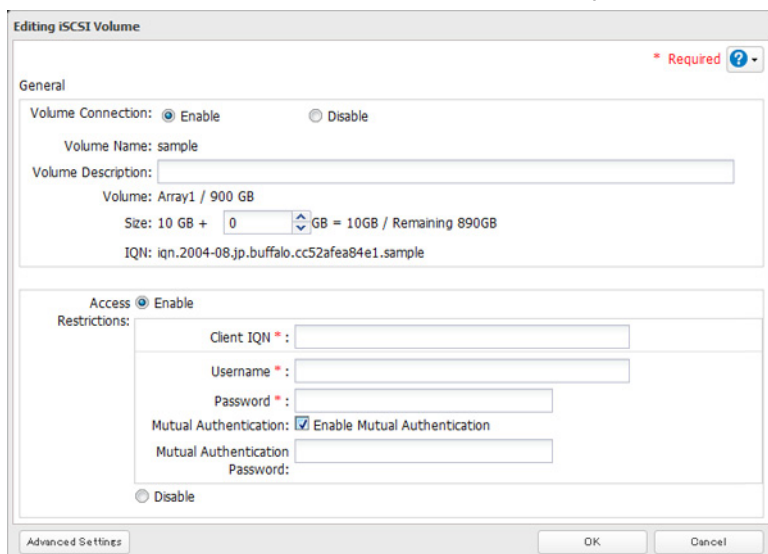 Editing iSCSI Volume
* Required ?
General
Volume Connection: Enable Disable
Volume Name: sample
Volume Description:
Volume: Array1 / 900 GB
Size: 10 GB + 0 GB = 10GB / Remaining 890GB
IQN: iqn.2004-08.jp.buffalo.cc52afea84e1.sample
Access Enable
Restrictions:
Client IQN * :
Username * :
Password * :
Mutual Authentication: Enable Mutual Authentication
Mutual Authentication
Password:
Disable
Advanced Settings OK Cancel